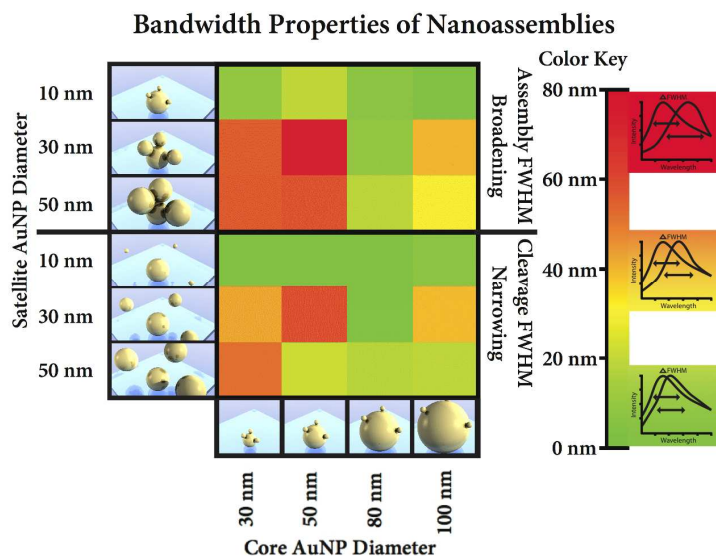 Bandwidth Properties of Nanoassemblies
Satellite AuNP Diameter
10 nm
30 nm
50 nm
10 nm
30 nm
50 nm
Assembly FWHM
Broadening
Cleavage FWHM
Narrowing
30 nm
50 nm
80 nm
100 nm
Core AuNP Diameter
Color Key
80 nm
60 nm
40 nm
20 nm
0 nm
ΔFWHM
Intensity
Wavelength
ΔFWHM
Intensity
Wavelength
ΔFWHM
Intensity
Wavelength